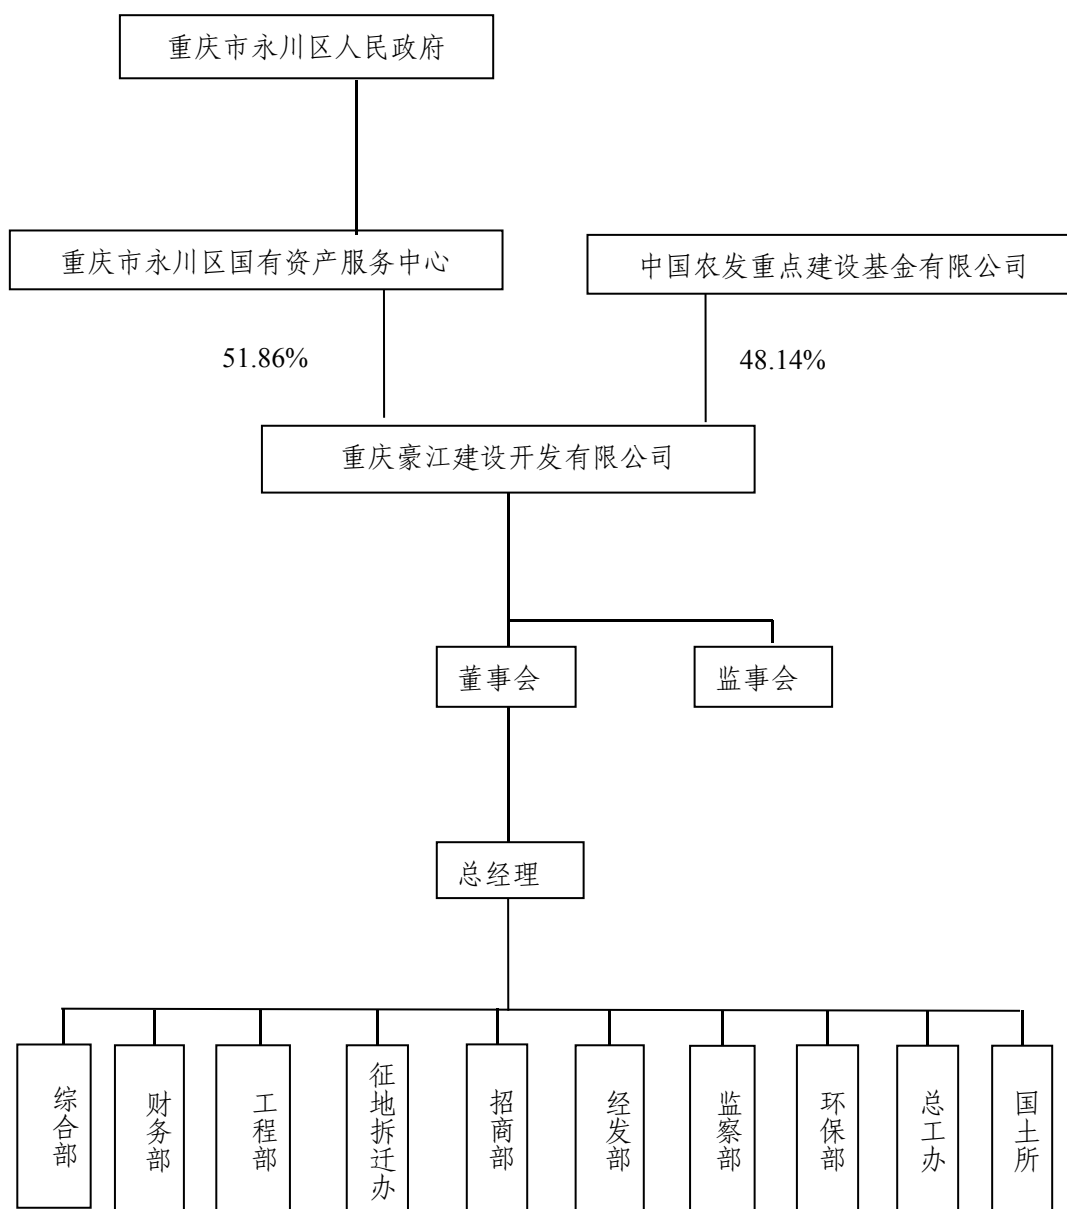 重庆市永川区人民政府
重庆市永川区国有资产服务中心
中国农发重点建设基金有限公司
51.86%
48.14%
重庆豪江建设开发有限公司
董事会
监事会
总经理
综合部
财务部
工程部
征地拆迁办
招商部
经发部
监察部
环保部
总工办
国土所